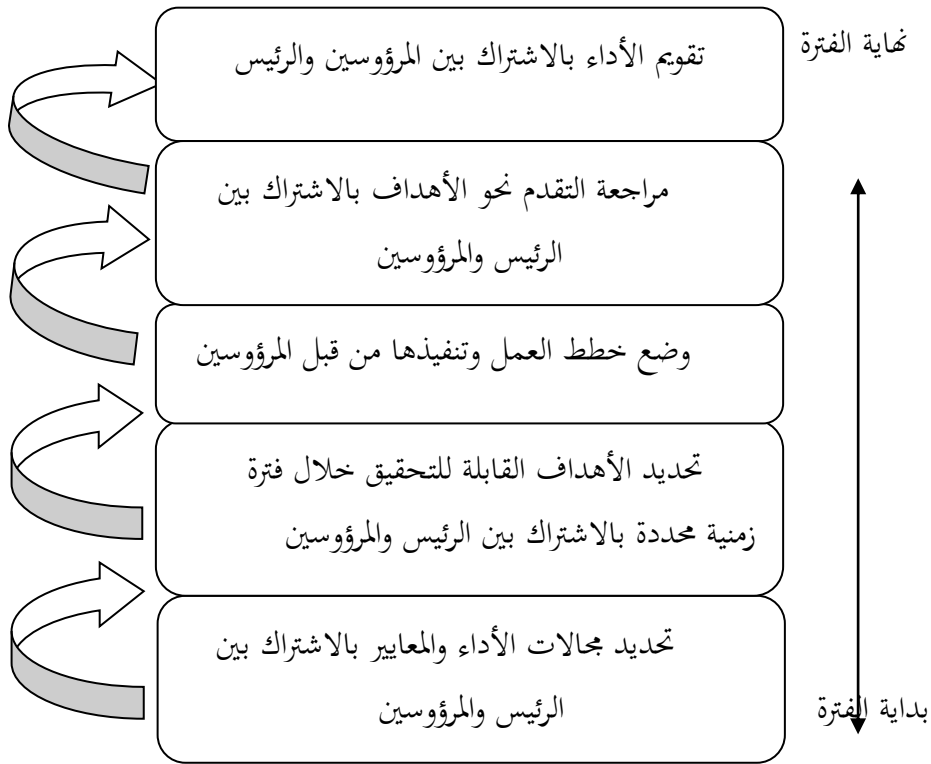 نهاية الفترة
تقويم الأداء بالاشتراك بين المرؤوسين والرئيس
مراجعة التقدم نحو الأهداف بالاشتراك بين
الرئيس والمرؤوسين
وضع خطط العمل وتنفيذها من قبل المرؤوسين
تحديد الأهداف القابلة للتحقيق خلال فترة
زمنية محددة بالاشتراك بين الرئيس والمرؤوسين
تحديد مجالات الأداء والمعايير بالاشتراك بين
الرئيس والمرؤوسين
بداية الفترة